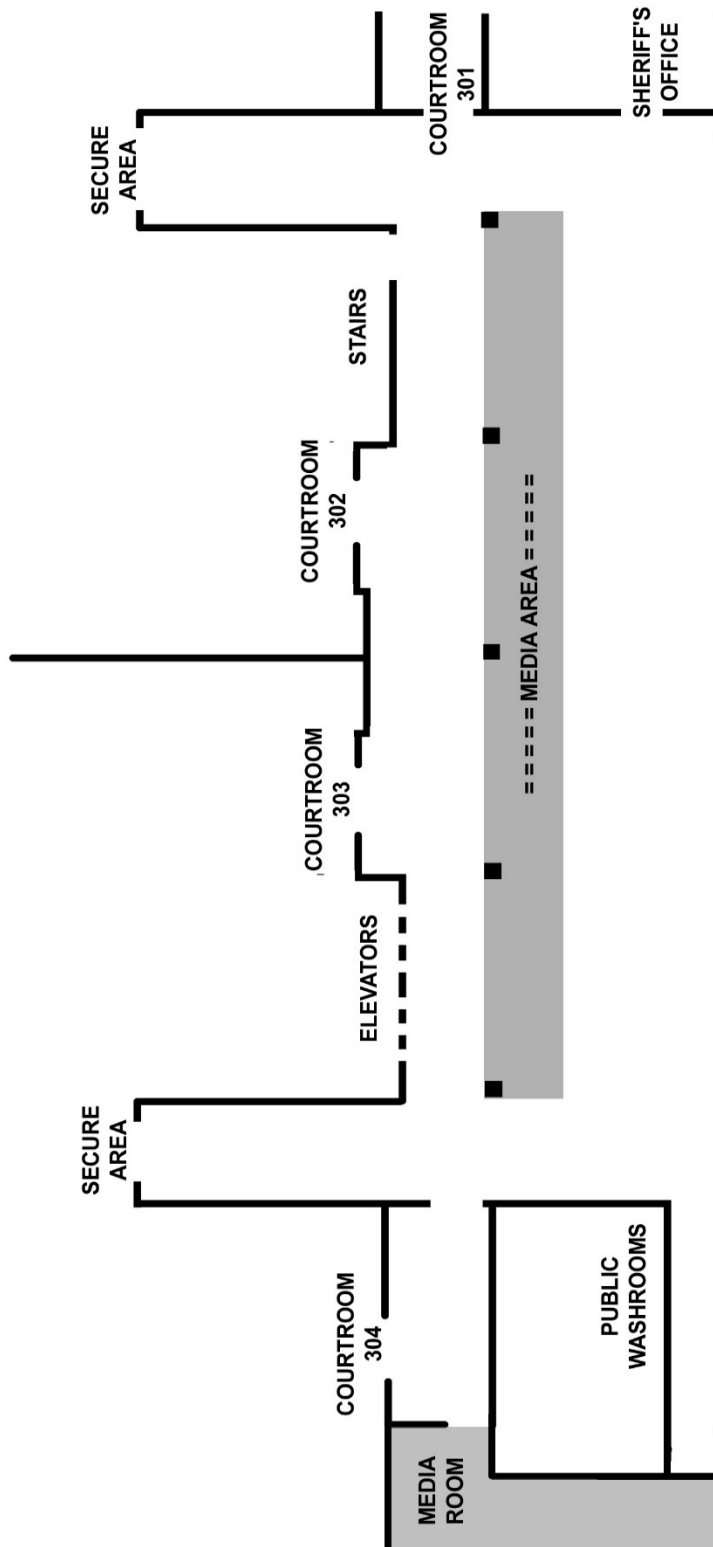 SECURE
AREA
COURTROOM
304
MEDIA
ROOM
PUBLIC
WASHROOMS
ELEVATORS
COURTROOM
303
COURTROOM
302
STAIRS
SECURE
AREA
COURTROOM
301
SHERIFF'S
OFFICE
= = = = = MEDIA AREA = = = = =